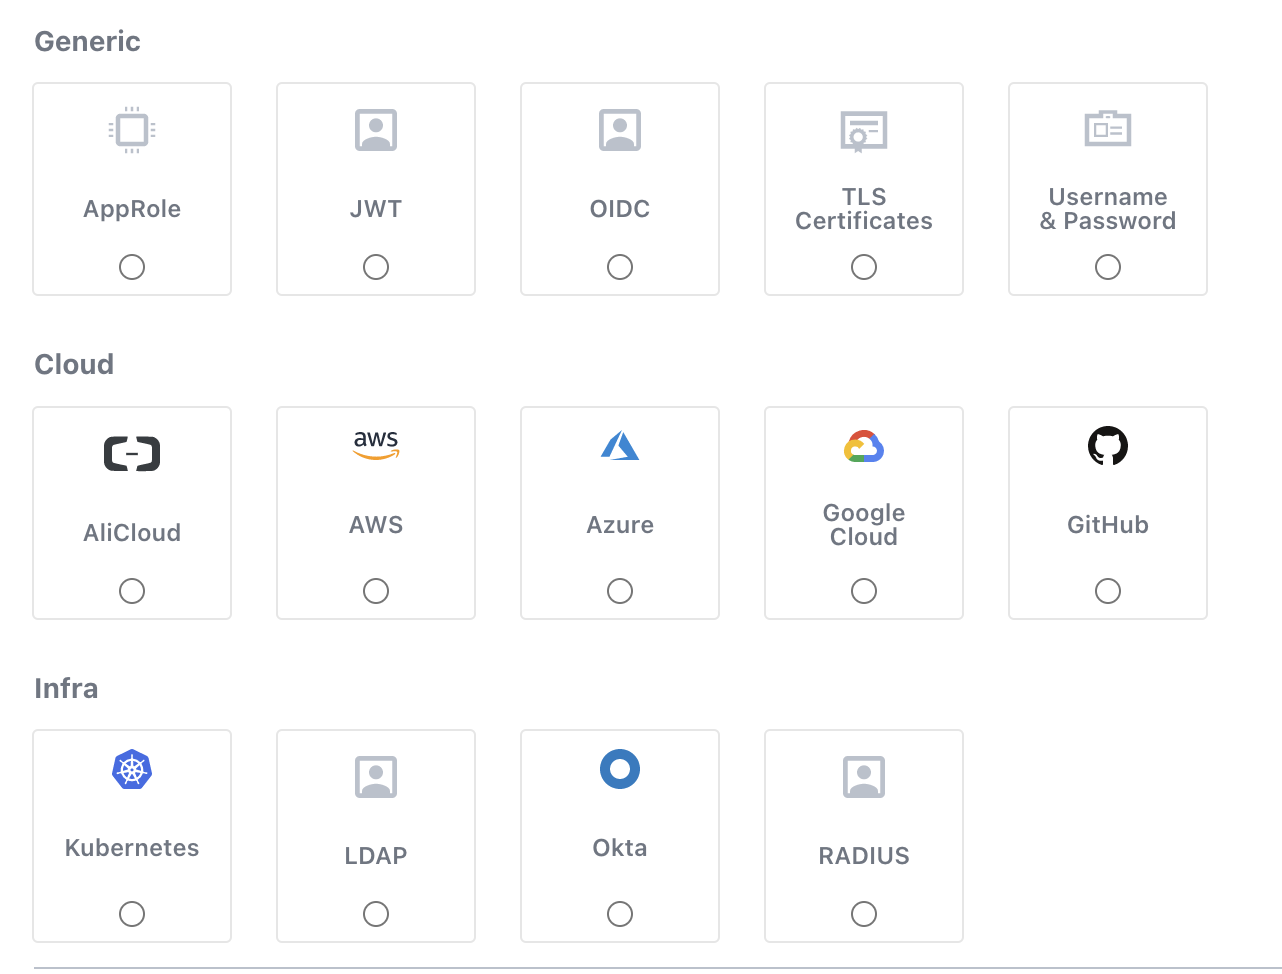 Generic
AppRole
JWT
OIDC
TLS
Certificates
Username
& Password
Cloud
AliCloud
aws
AWS
Azure
Google
Cloud
GitHub
Infra
Kubernetes
LDAP
Okta
RADIUS